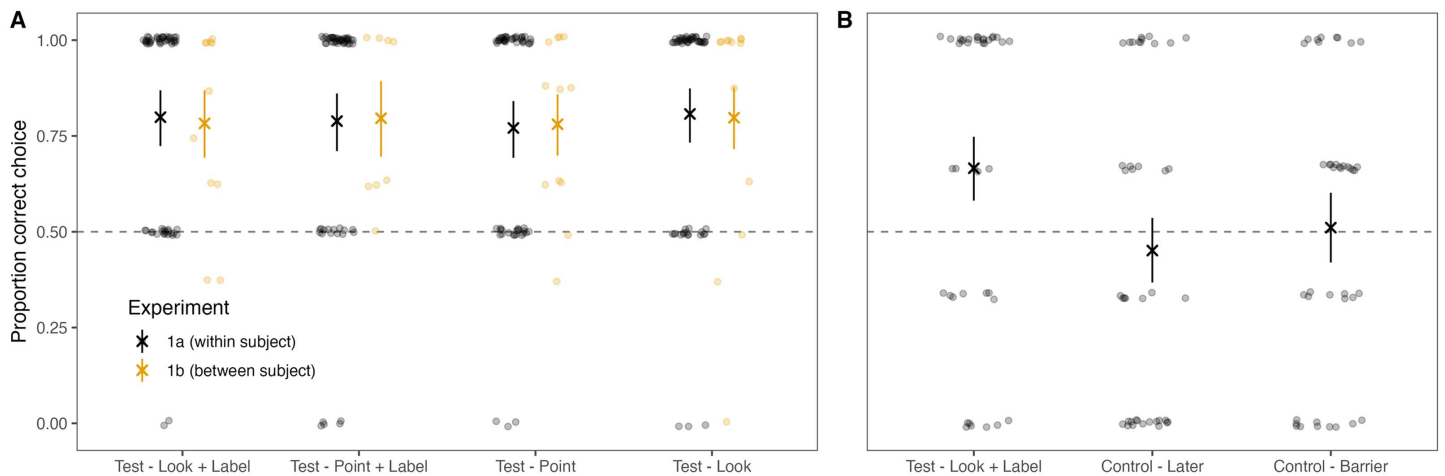 A
B
Proportion correct choice
1.00
0.75
0.50
0.25
0.00
Experiment
1a (within subject)
1b (between subject)
Test - Look + Label
Test - Point + Label
Test - Point
Test - Look
Test - Look + Label
Control - Later
Control - Barrier